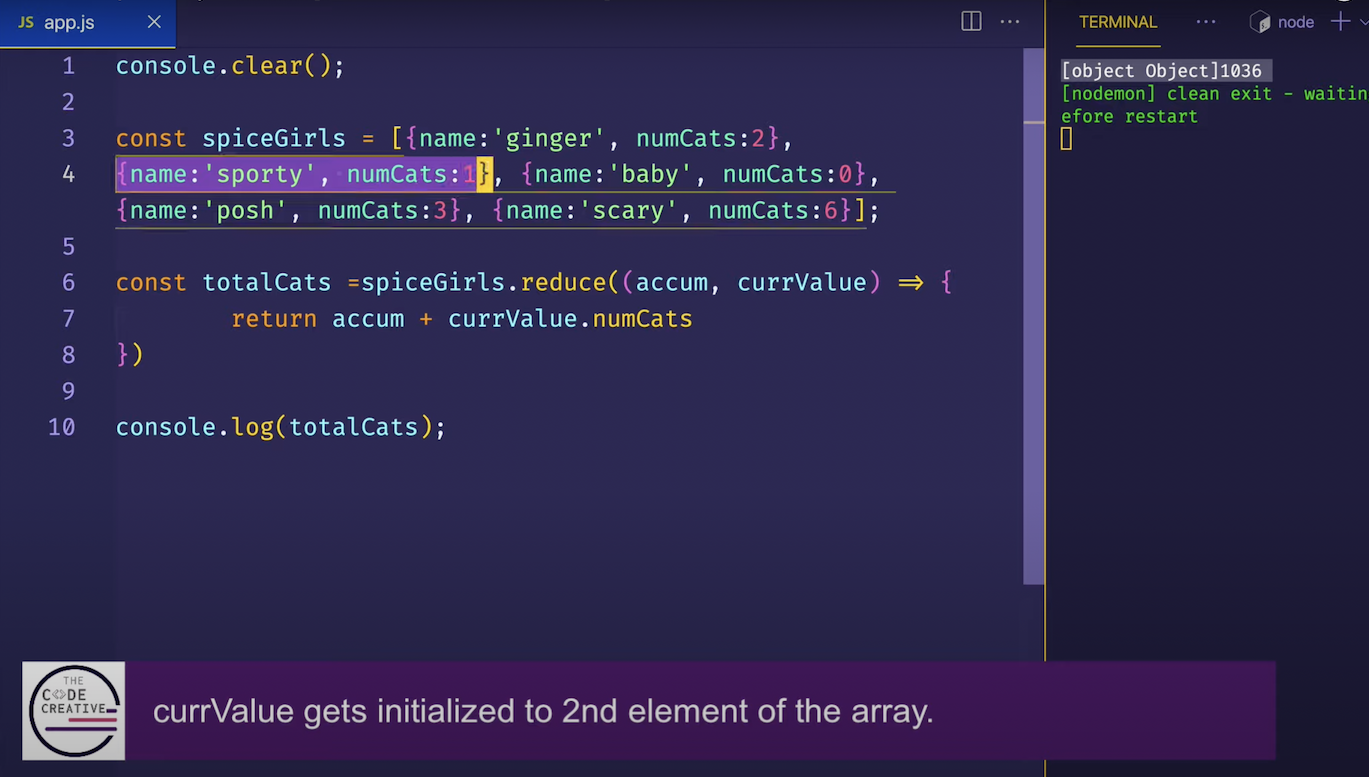 JS app.js
TERMINAL ... node
1 console.clear();
2
3 const spiceGirls = [{name:'ginger', numCats:2},
4 {name:'sporty', numCats:1}, {name:'baby', numCats:0},
{name:'posh', numCats:3}, {name:'scary', numCats:6}];
5
6 const totalCats =spiceGirls.reduce((accum, currValue) => {
7 return accum + currValue.numCats
8 })
9
10 console.log(totalCats);
[object Object]1036
[nodemon] clean exit - waitin
efore restart
THE
C<>DE
CREATIVE
currValue gets initialized to 2nd element of the array.